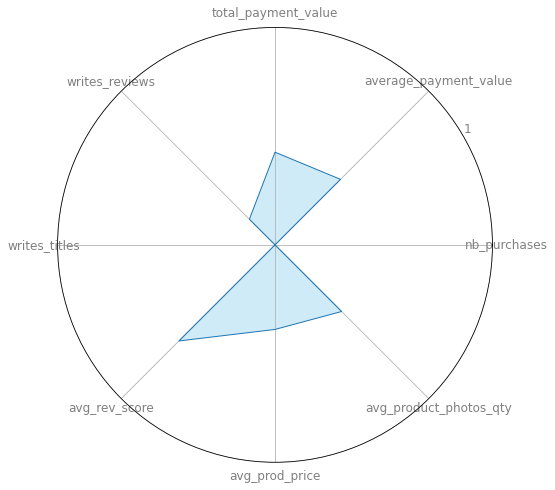 total_payment_value
writes_reviews
average_payment_value
1
writes_titles
nb_purchases
avg_rev_score
avg_product_photos_qty
avg_prod_price